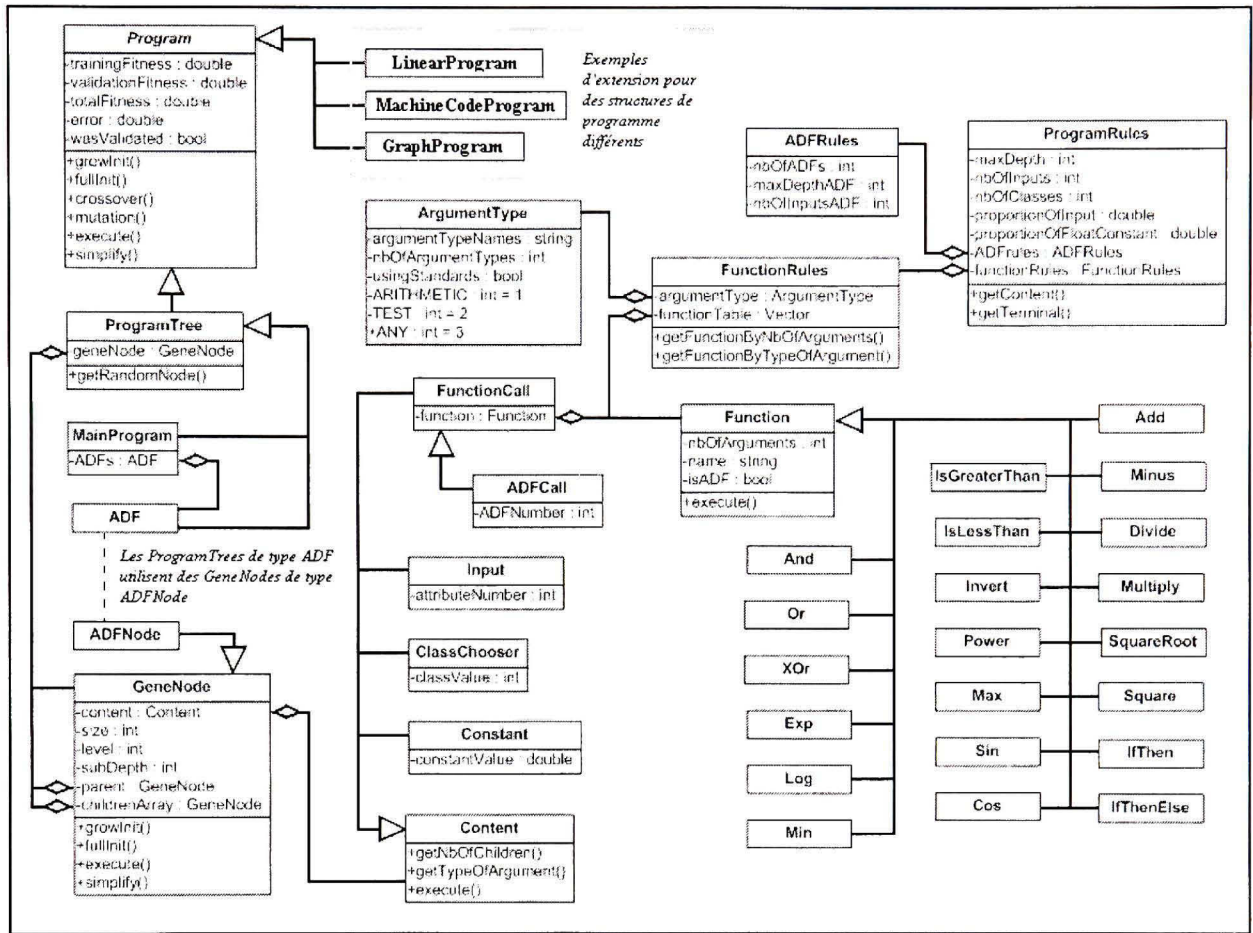 Program
-trainingFitness : double
-validationFitness : double
-totalFitness : double
-error : double
-wasValidated : bool
+growInit()
+fullInit()
+crossover()
+mutation()
+execute()
+simplify()
LinearProgram
MachineCodeProgram
GraphProgram
Exemples
d'extension pour
des structures de
programme
différents
ADFRules
-nbOfADFs : int
-maxDepthADF : int
-nbOfInputsADF : int
ProgramRules
-maxDepth : int
-nbOfInputs : int
-nbOfClasses : int
-proportionOfInput : double
-proportionOfFloatConstant : double
-ADFrules : ADFRules
-functionRules : FunctionRules
+getContent()
+getTerminal()
ArgumentType
-argumentTypeNames : string
-nbOfArgumentTypes : int
-usingStandards : bool
-ARITHMETIC : int = 1
-TEST : int = 2
+ANY : int = 3
FunctionRules
-argumentType : ArgumentType
-functionTable : Vector
+getFunctionByNbOfArguments()
+getFunctionByTypeOfArgument()
ProgramTree
geneNode : GeneNode
+getRandomNode()
MainProgram
-ADFs : ADF
ADF
Les ProgramTrees de type ADF
utilisent des GeneNodes de type
ADFNode
ADFNode
GeneNode
-content : Content
-size : int
-level : int
-subDepth : int
-parent : GeneNode
-childrenArray : GeneNode
+growInit()
+fullInit()
+execute()
+simplify()
FunctionCall
-function : Function
ADFCall
-ADFNumber : int
Input
-attributeNumber : int
ClassChooser
-classValue : int
Constant
-constantValue : double
Content
+getNbOfChildren()
+getTypeOfArgument()
+execute()
Function
-nbOfArguments : int
-name : string
-isADF : bool
+execute()
And
Or
XOr
Exp
Log
Min
IsGreaterThan
IsLessThan
Invert
Power
Max
Sin
Cos
Add
Minus
Divide
Multiply
SquareRoot
Square
IfThen
IfThenElse